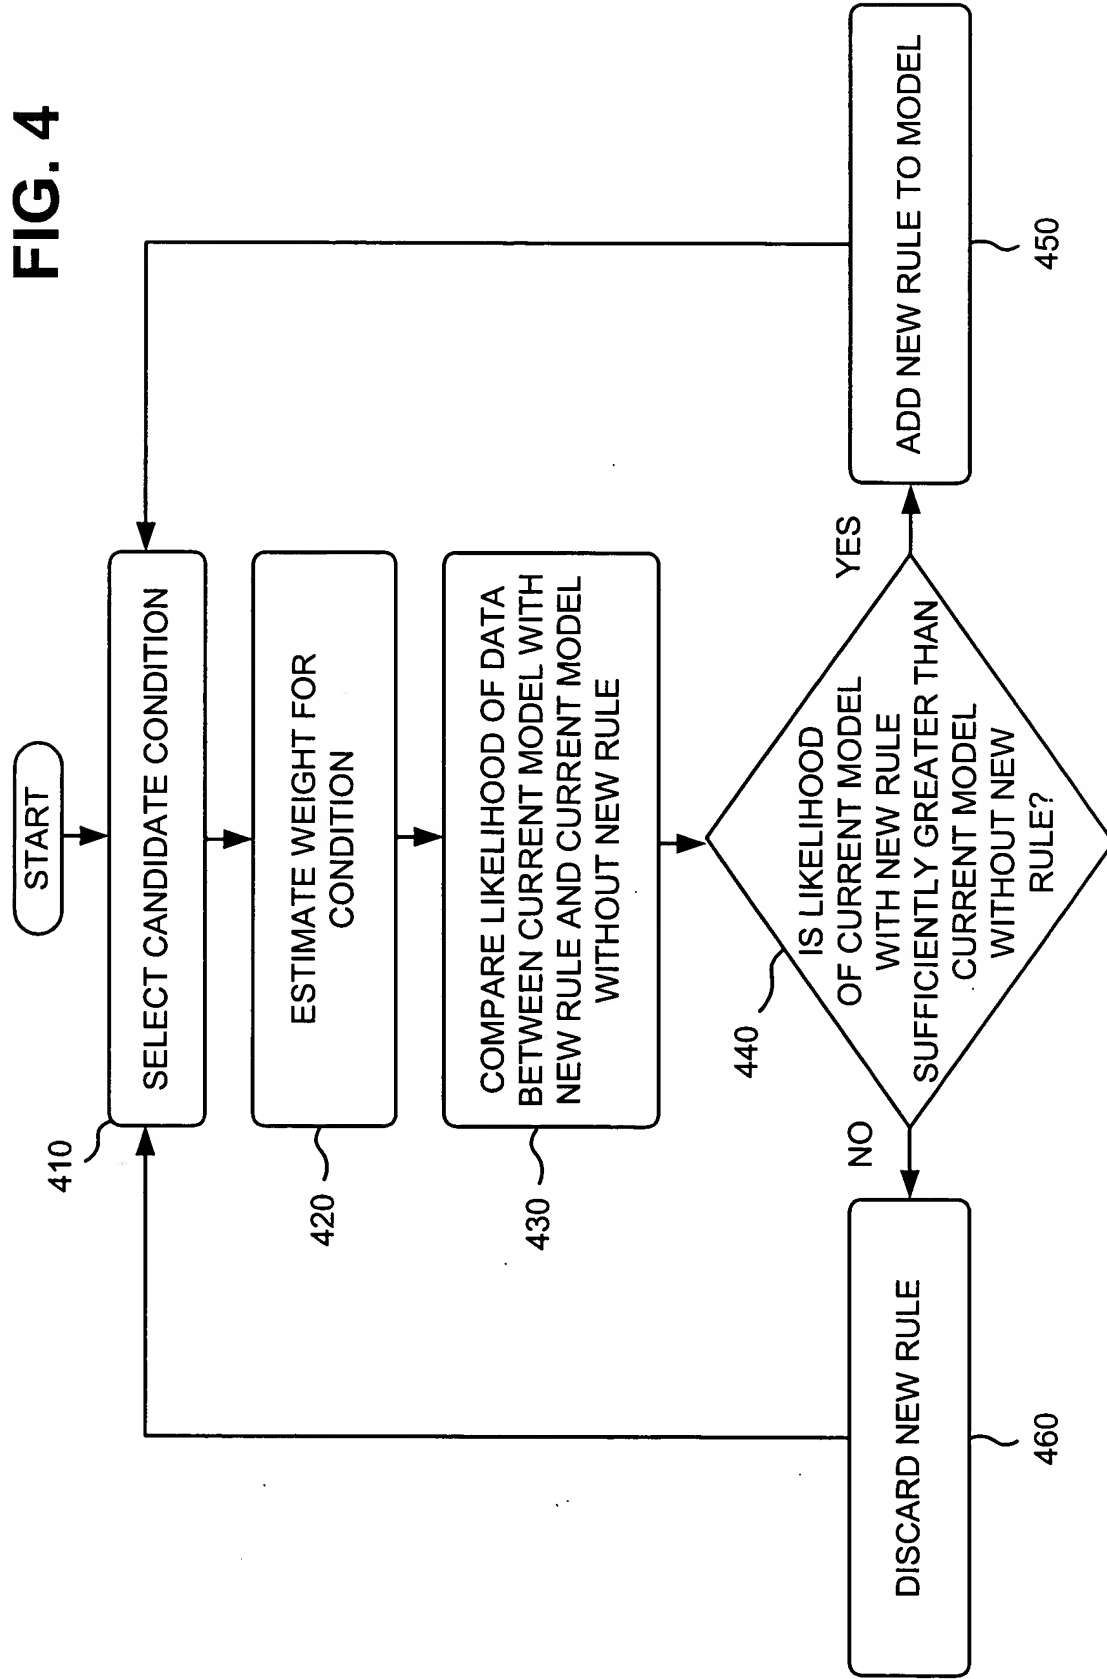 FIG. 4
START
SELECT CANDIDATE CONDITION
410
ESTIMATE WEIGHT FOR
CONDITION
420
COMPARE LIKELIHOOD OF DATA
BETWEEN CURRENT MODEL WITH
NEW RULE AND CURRENT MODEL
WITHOUT NEW RULE
430
IS LIKELIHOOD
OF CURRENT MODEL
WITH NEW RULE
SUFFICIENTLY GREATER THAN
CURRENT MODEL
WITHOUT NEW
RULE?
440
NO
YES
DISCARD NEW RULE
460
ADD NEW RULE TO MODEL
450